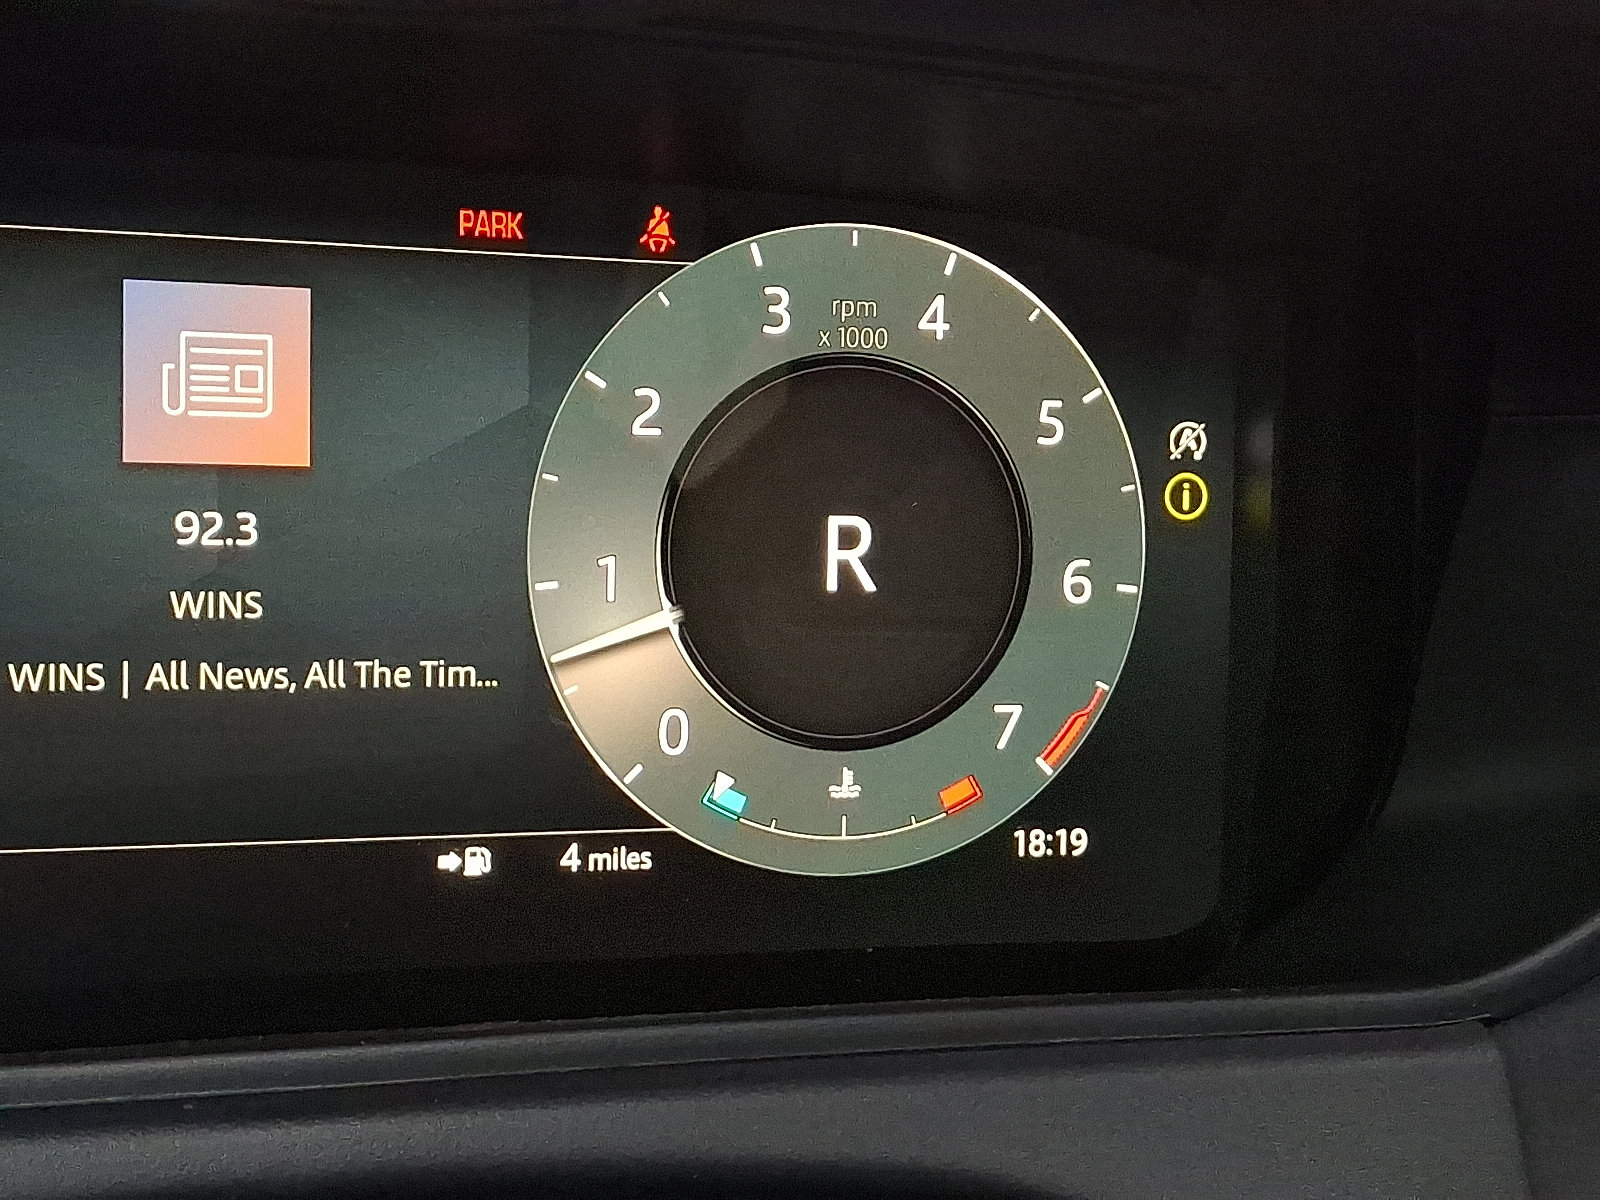 PARK
92.3
WINS
WINS | All News, All The Tim...
3
rpm
x 1000
4
2
5
1
R
6
0
7
4 miles
18:19